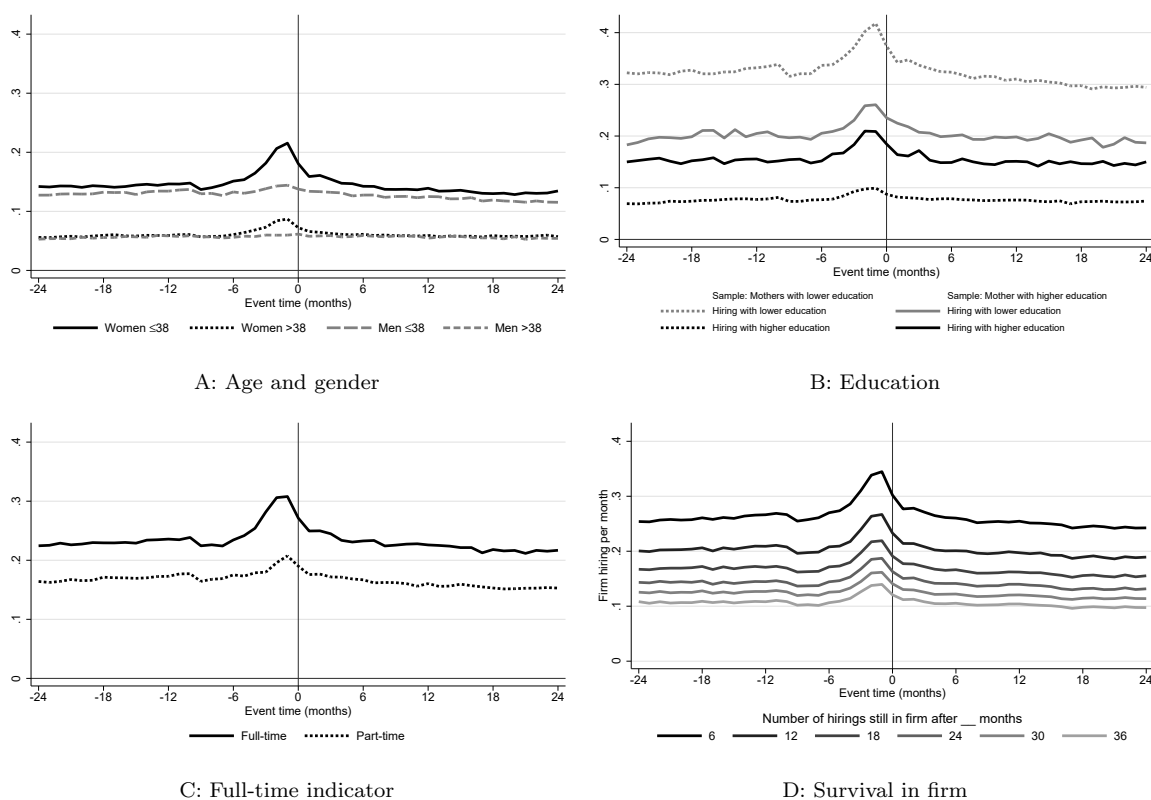 .4
.3
.2
.1
0
-24 -18 -12 -6 0 6 12 18 24
Event time (months)
Women ≤38 Women >38 Men ≤38 Men >38
A: Age and gender
.4
.3
.2
.1
0
-24 -18 -12 -6 0 6 12 18 24
Event time (months)
Sample: Mothers with lower education Sample: Mother with higher education
Hiring with lower education Hiring with lower education
Hiring with higher education Hiring with higher education
B: Education
.4
.3
.2
.1
0
-24 -18 -12 -6 0 6 12 18 24
Event time (months)
Full-time Part-time
C: Full-time indicator
Firm hiring per month
.4
.3
.2
.1
0
-24 -18 -12 -6 0 6 12 18 24
Event time (months)
Number of hirings still in firm after __ months
6 12 18 24 30 36
D: Survival in firm